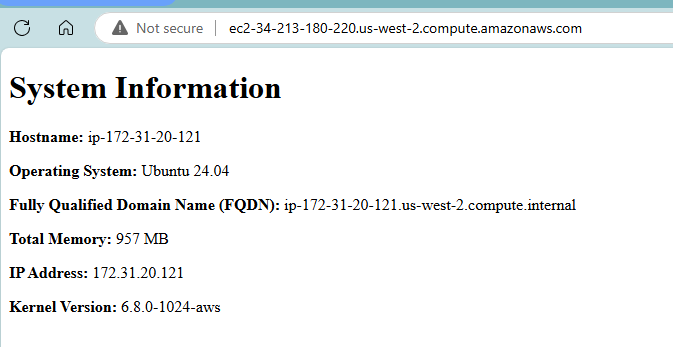 Not secure ec2-34-213-180-220.us-west-2.compute.amazonaws.com
System Information
Hostname: ip-172-31-20-121
Operating System: Ubuntu 24.04
Fully Qualified Domain Name (FQDN): ip-172-31-20-121.us-west-2.compute.internal
Total Memory: 957 MB
IP Address: 172.31.20.121
Kernel Version: 6.8.0-1024-aws